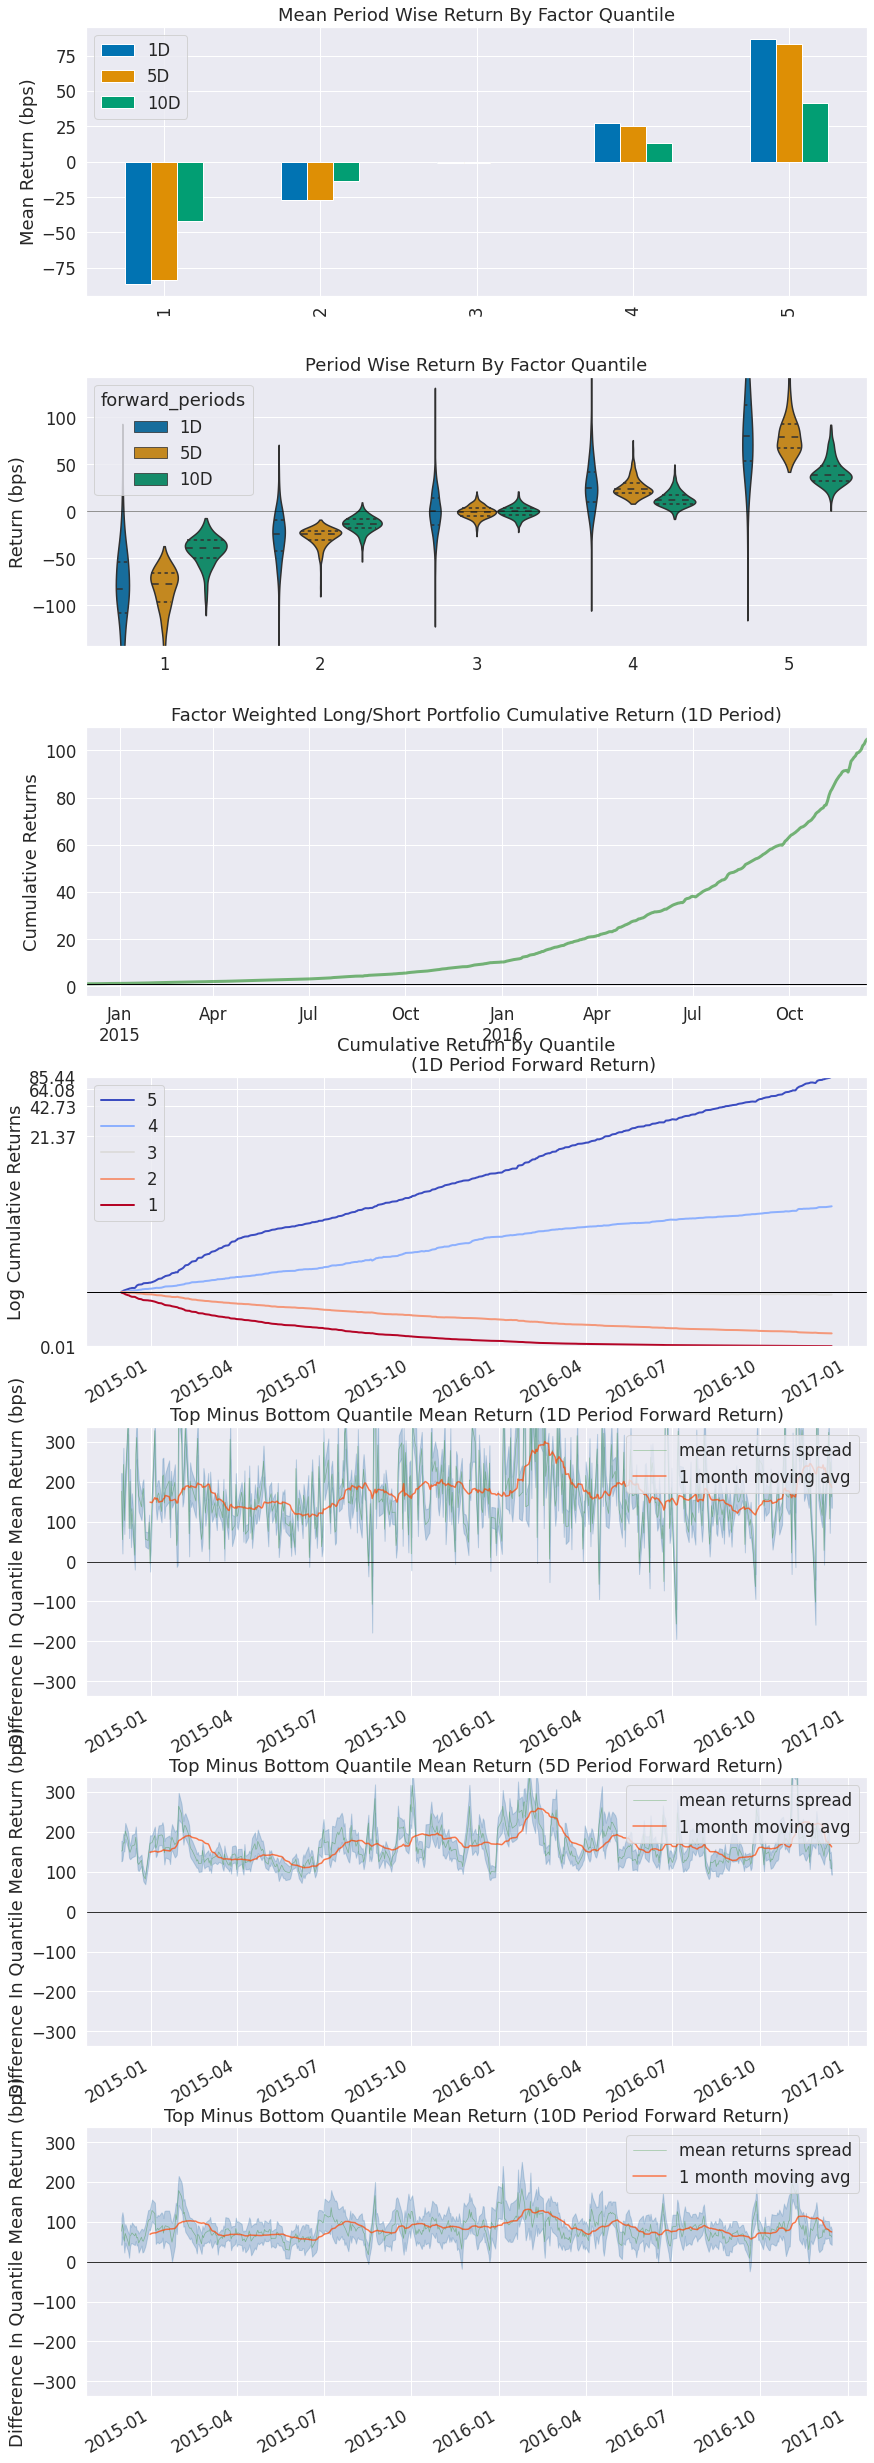 Mean Period Wise Return By Factor Quantile
Mean Return (bps)
1D
5D
10D
75
50
25
0
−25
−50
−75
1 2 3 4 5
Period Wise Return By Factor Quantile
Return (bps)
forward_periods
1D
5D
10D
100
50
0
−50
−100
1 2 3 4 5
Factor Weighted Long/Short Portfolio Cumulative Return (1D Period)
Cumulative Returns
100
80
60
40
20
0
Jan Apr Jul Oct Jan Apr Jul Oct
2015 2016
Cumulative Return by Quantile
(1D Period Forward Return)
Log Cumulative Returns
85.44
64.08
42.73
21.37
0.01
5
4
3
2
1
2015-01 2015-04 2015-07 2015-10 2016-01 2016-04 2016-07 2016-10 2017-01
Top Minus Bottom Quantile Mean Return (1D Period Forward Return)
Difference In Quantile Mean Return (bps)
mean returns spread
1 month moving avg
300
200
100
0
−100
−200
−300
2015-01 2015-04 2015-07 2015-10 2016-01 2016-04 2016-07 2016-10 2017-01
Top Minus Bottom Quantile Mean Return (5D Period Forward Return)
Difference In Quantile Mean Return (bps)
mean returns spread
1 month moving avg
300
200
100
0
−100
−200
−300
2015-01 2015-04 2015-07 2015-10 2016-01 2016-04 2016-07 2016-10 2017-01
Top Minus Bottom Quantile Mean Return (10D Period Forward Return)
Difference In Quantile Mean Return (bps)
mean returns spread
1 month moving avg
300
200
100
0
−100
−200
−300
2015-01 2015-04 2015-07 2015-10 2016-01 2016-04 2016-07 2016-10 2017-01